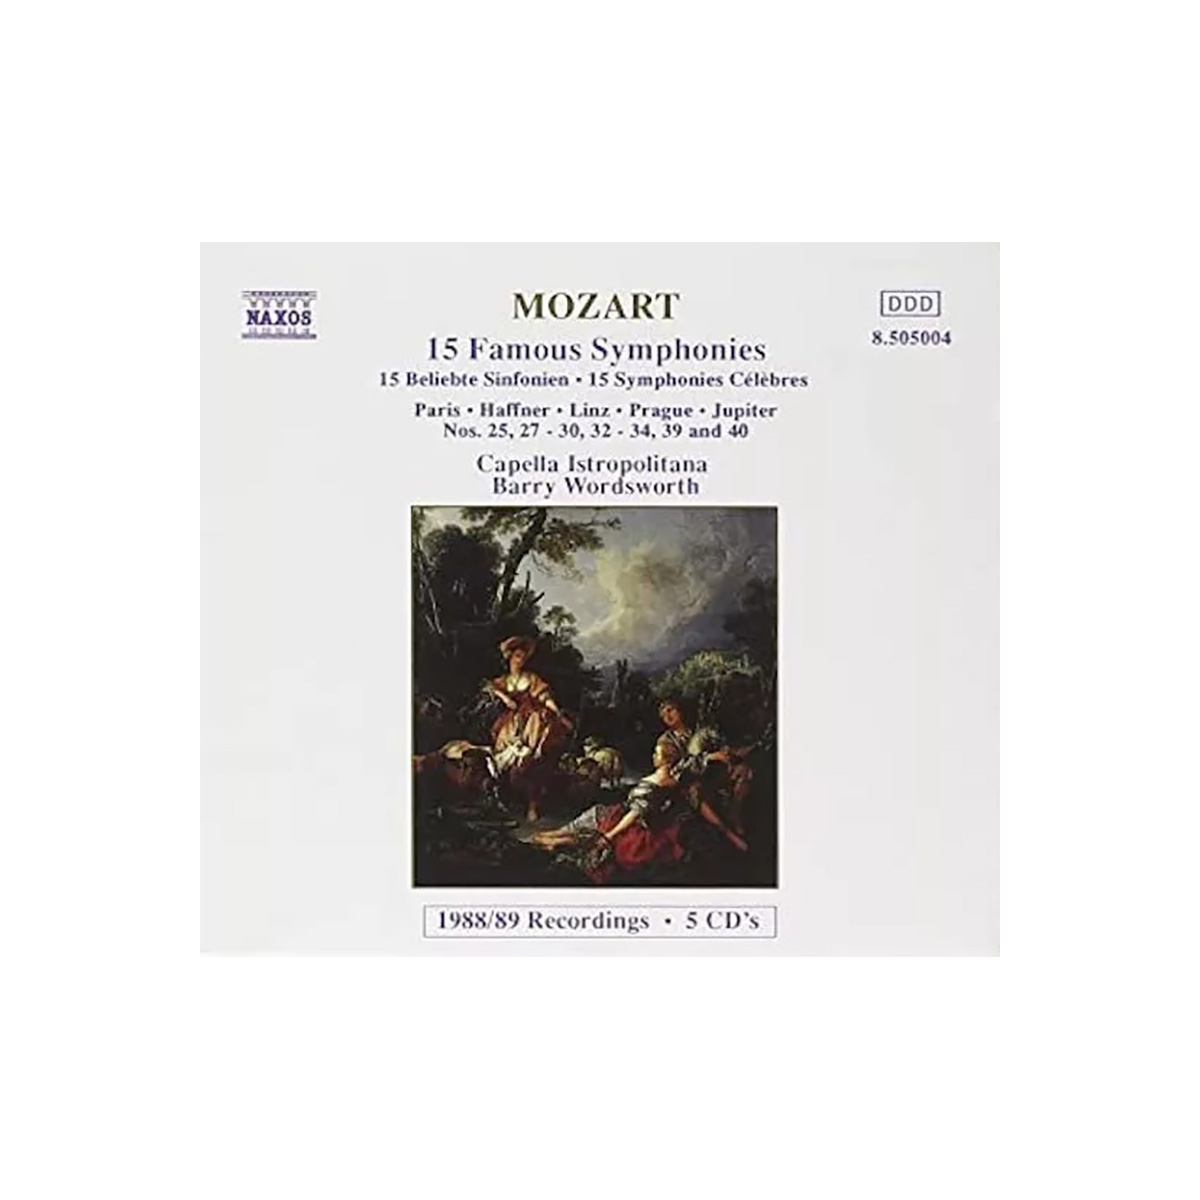 NAXOS
DDD
8.505004
MOZART
15 Famous Symphonies
15 Beliebte Sinfonien • 15 Symphonies Célèbres
Paris • Haffner • Linz • Prague • Jupiter
Nos. 25, 27 - 30, 32 - 34, 39 and 40
Capella Istropolitana
Barry Wordsworth
1988/89 Recordings • 5 CD's